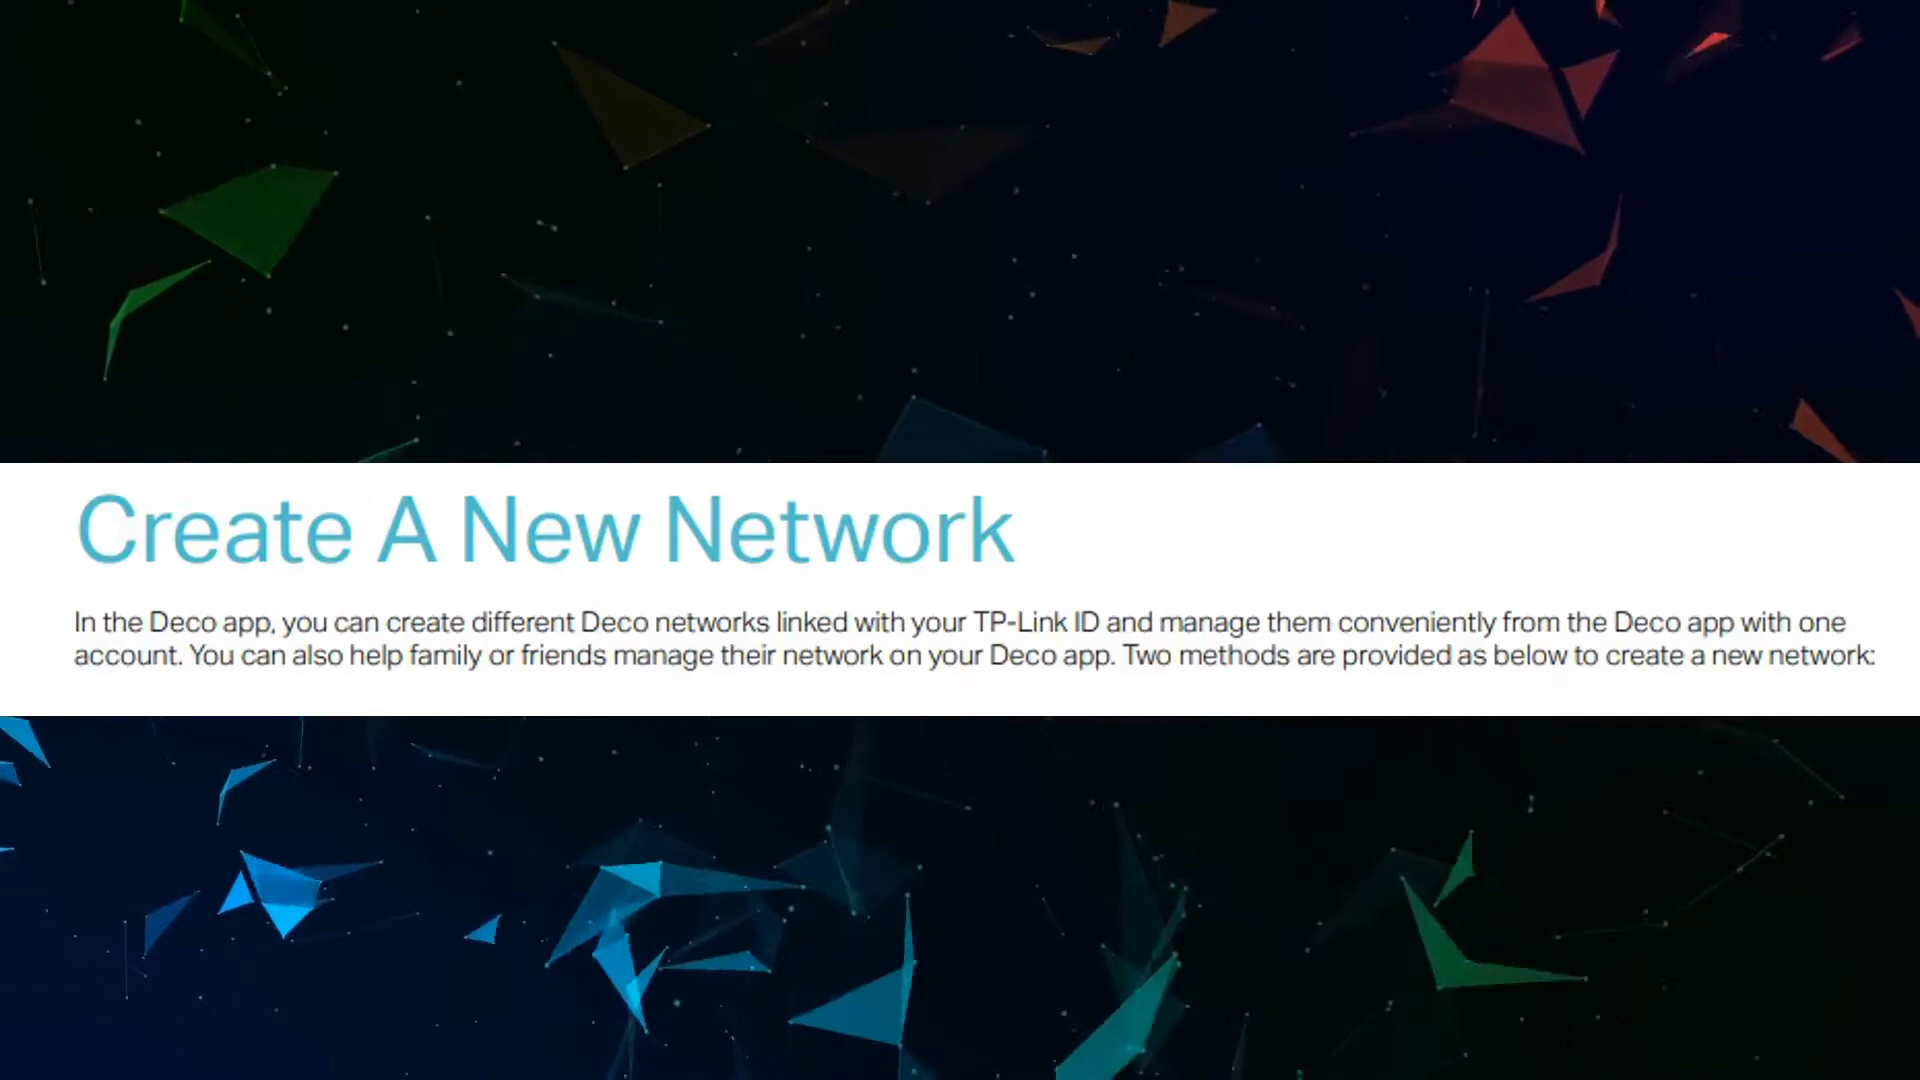 Create A New Network
In the Deco app, you can create different Deco networks linked with your TP-Link ID and manage them conveniently from the Deco app with one
account. You can also help family or friends manage their network on your Deco app. Two methods are provided as below to create a new network: